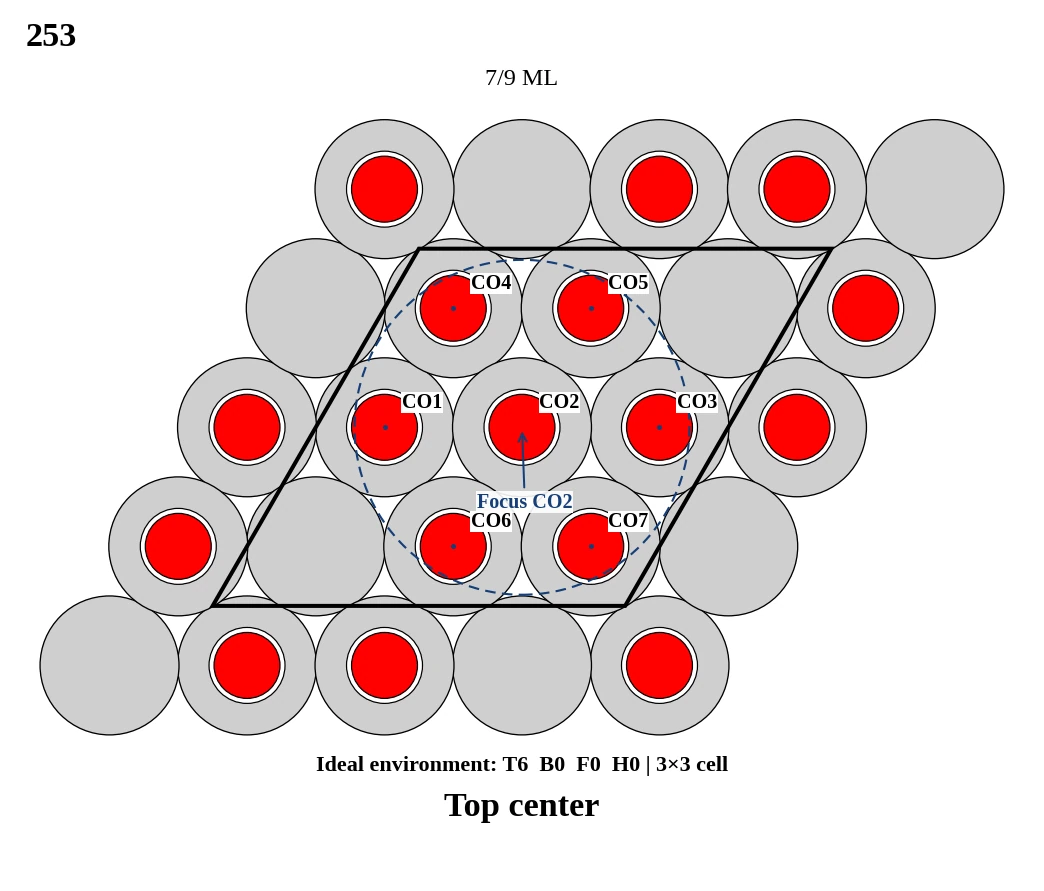 253
7/9 ML
CO4 CO5
CO1 CO2 CO3
Focus CO2
CO6 CO7
Ideal environment: T6 B0 F0 H0 | 3×3 cell
Top center